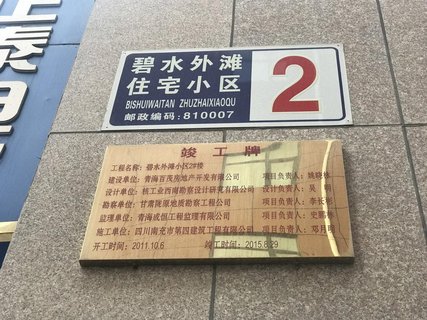 碧水外滩
住宅小区
BISHUIWAITAN ZHUZHAIXIAOQU
邮政编码:810007
2
竣工牌
工程名称:碧水外滩小区2#楼
建设单位:青海百茂房地产开发有限公司 项目负责人:姚晓林
设计单位:核工业西南勘察设计研究有限公司 设计负责人:吴明
勘察单位:甘肃陇原地质勘察工程公司 项目负责人:李长彬
监理单位:青海成恒工程监理有限公司 项目负责人:史鹏林
施工单位:四川南充市第四建筑工程有限公司 项目负责人:邓月明
开工时间:2011.10.6 竣工时间:2015.8.29